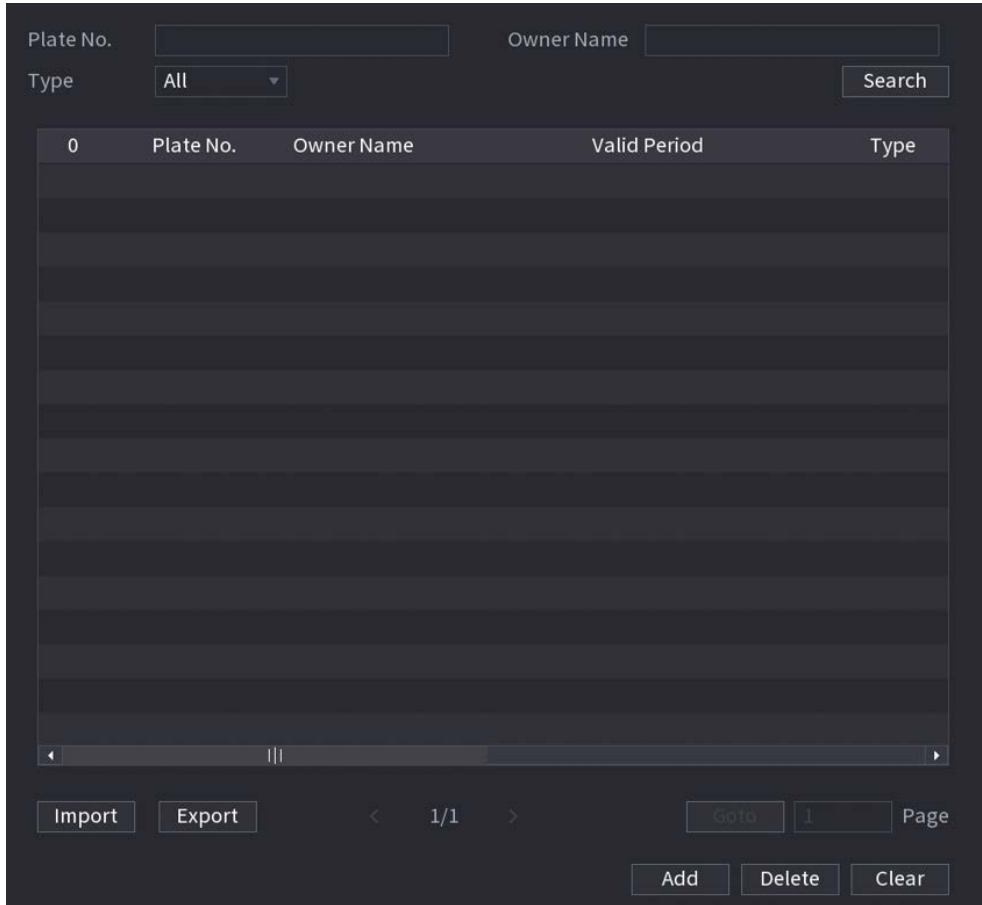 Plate No. Owner Name
Type All Search
0 Plate No. Owner Name Valid Period Type
Import Export < 1/1 > Goto 1 Page
Add Delete Clear